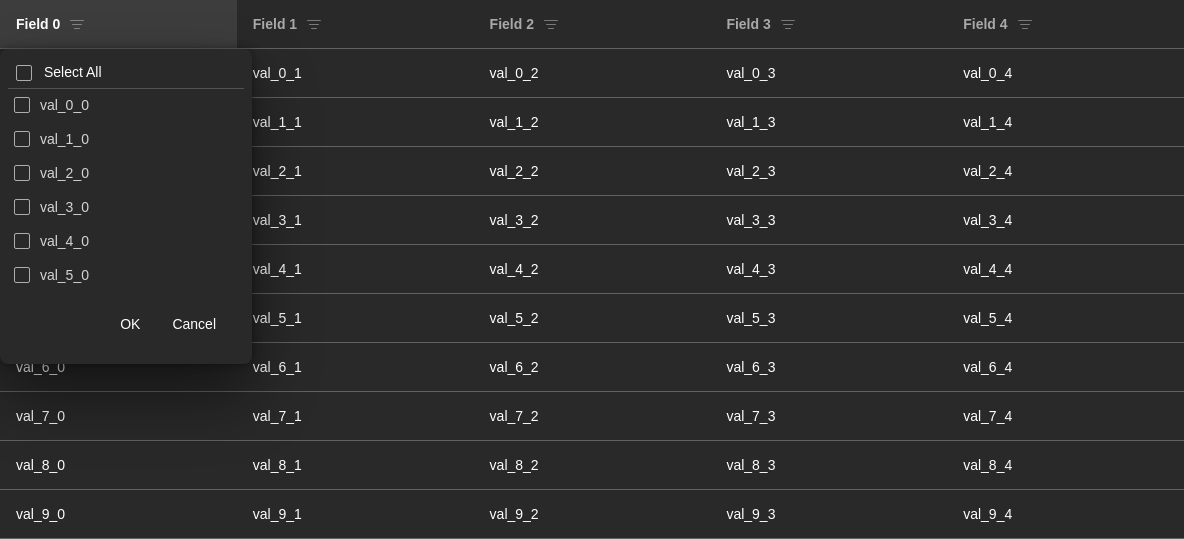 Field 0 Field 1 Field 2 Field 3 Field 4
Select All
val_0_0
val_1_0
val_2_0
val_3_0
val_4_0
val_5_0
OK Cancel
val_0_1 val_0_2 val_0_3 val_0_4
val_1_1 val_1_2 val_1_3 val_1_4
val_2_1 val_2_2 val_2_3 val_2_4
val_3_1 val_3_2 val_3_3 val_3_4
val_4_1 val_4_2 val_4_3 val_4_4
val_5_1 val_5_2 val_5_3 val_5_4
val_6_0 val_6_1 val_6_2 val_6_3 val_6_4
val_7_0 val_7_1 val_7_2 val_7_3 val_7_4
val_8_0 val_8_1 val_8_2 val_8_3 val_8_4
val_9_0 val_9_1 val_9_2 val_9_3 val_9_4